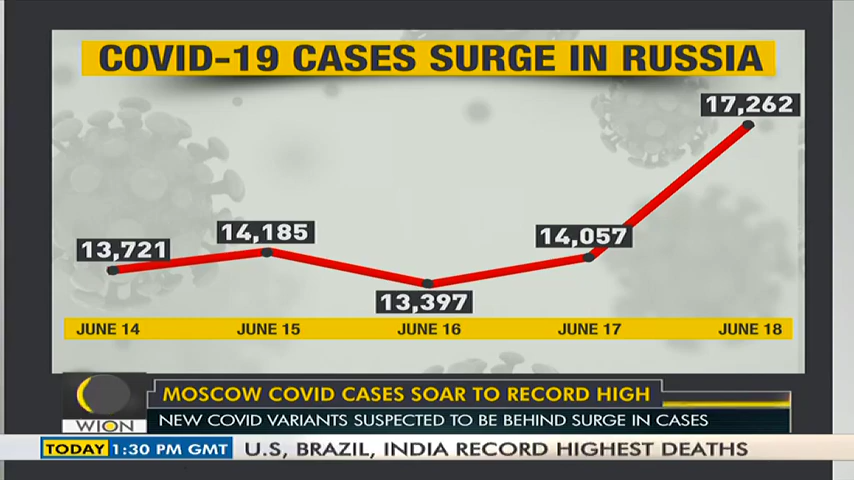 COVID-19 CASES SURGE IN RUSSIA
17,262
14,185
14,057
13,721
13,397
JUNE 14 JUNE 15 JUNE 16 JUNE 17 JUNE 18
MOSCOW COVID CASES SOAR TO RECORD HIGH
WION NEW COVID VARIANTS SUSPECTED TO BE BEHIND SURGE IN CASES
TODAY 1:30 PM GMT U.S, BRAZIL, INDIA RECORD HIGHEST DEATHS